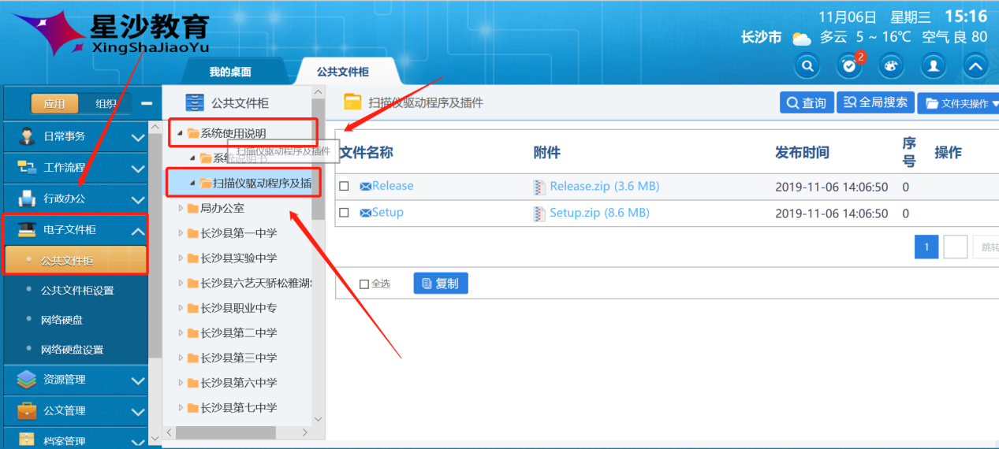 星沙教育
XingShaJiaoYu
11月06日 星期三 15:16
长沙市 多云 5 ~ 16℃ 空气 良 80
2
我的桌面
公共文件柜
应用
组织
日常事务
工作流程
行政办公
电子文件柜
公共文件柜
公共文件柜设置
网络硬盘
网络硬盘设置
资源管理
公文管理
档案管理
公共文件柜
系统使用说明
扫描仪驱动程序及插件
系统说明书
扫描仪驱动程序及插
局办公室
长沙县第一中学
长沙县实验中学
长沙县六艺天骄松雅湖
长沙县职业中专
长沙县第二中学
长沙县第三中学
长沙县第六中学
长沙县第七中学
扫描仪驱动程序及插件
查询
全局搜索
文件夹操作
文件名称 附件 发布时间 序号 操作
Release Release.zip (3.6 MB) 2019-11-06 14:06:50 0
Setup Setup.zip (8.6 MB) 2019-11-06 14:06:50 0
1 跳转
全选 复制